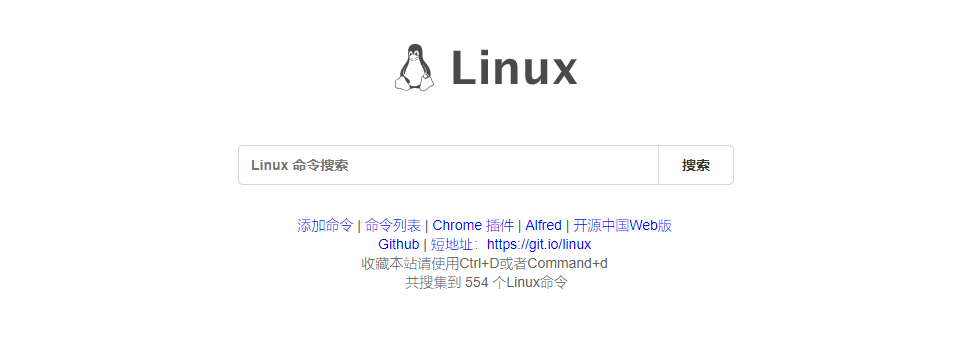 Linux
Linux 命令搜索
搜索
添加命令 | 命令列表 | Chrome 插件 | Alfred | 开源中国Web版
Github | 短地址：https://git.io/linux
收藏本站请使用Ctrl+D或者Command+d
共搜集到 554 个Linux命令